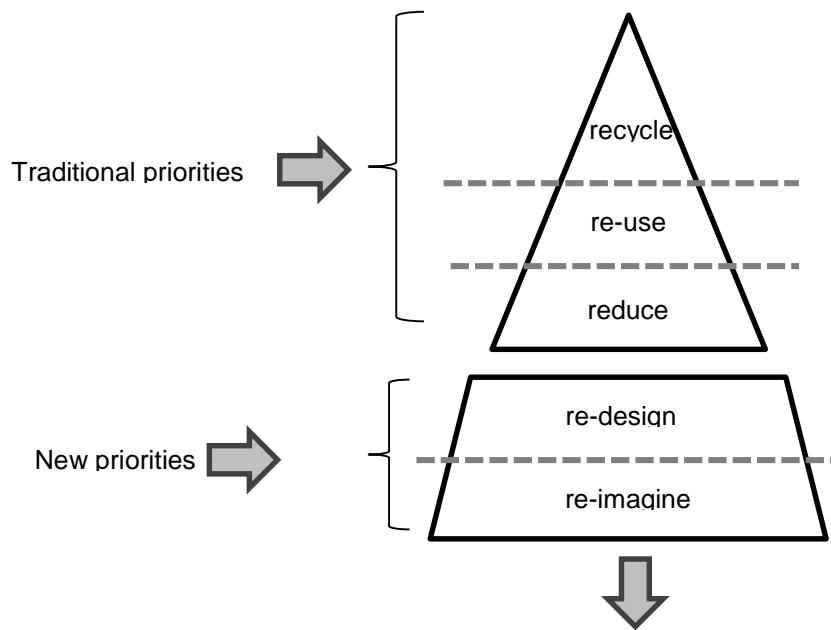 recycle
Traditional priorities
re-use
reduce
re-design
New priorities
re-imagine